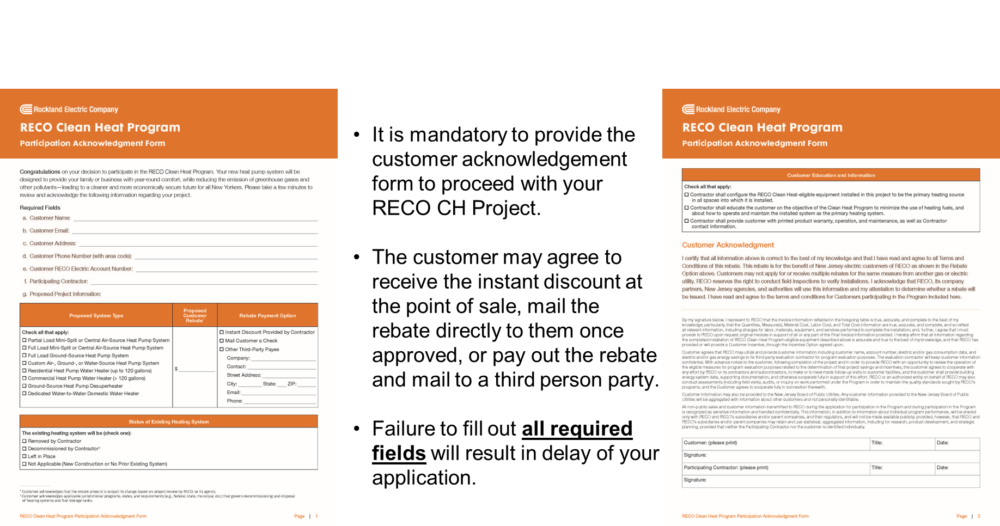 Rockland Electric Company
RECO Clean Heat Program
Participation Acknowledgment Form
Congratulations on your decision to participate in the RECO Clean Heat Program. Your new heat pump system will be
designed to provide your family or business with year-round comfort, while reducing the emission of greenhouse gases and
other pollutants—leading to a cleaner and more economically secure future for all New Yorkers. Please take a few minutes to
review and acknowledge the following information regarding your project.
Required Fields
a. Customer Name:
b. Customer Email:
c. Customer Address:
d. Customer Phone Number (with area code):
e. Customer RECO Electric Account Number:
f. Participating Contractor:
g. Proposed Project Information:
Proposed System Type
Proposed
Customer
Rebate*
Rebate Payment Option
Check all that apply:
Partial Load Mini-Split or Central Air-Source Heat Pump System
Full Load Mini-Split or Central Air-Source Heat Pump System
Full Load Ground-Source Heat Pump System
Custom Air-, Ground-, or Water-Source Heat Pump System
Residential Heat Pump Water Heater (up to 120 gallons)
Commercial Heat Pump Water Heater (> 120 gallons)
Ground-Source Heat Pump Desuperheater
Dedicated Water-to-Water Domestic Water Heater
$
Instant Discount Provided by Contractor
Mail Customer a Check
Other Third-Party Payee
Company:
Contact:
Street Address:
City: State: ZIP:
Email:
Phone:
Status of Existing Heating System
The existing heating system will be (check one):
Removed by Contractor
Decommissioned by Contractor†
Left in Place
Not Applicable (New Construction or No Prior Existing System)
* Customer acknowledges that the rebate amount is subject to change based on project review by RECO, or its agents.
† Customer acknowledges applicable jurisdictional programs, codes, and requirements (e.g., federal, state, municipal, etc.) that govern decommissioning and disposal
of heating systems and fuel storage tanks.
RECO Clean Heat Program Participation Acknowledgment Form Page | 1
• It is mandatory to provide the
customer acknowledgement
form to proceed with your
RECO CH Project.
• The customer may agree to
receive the instant discount at
the point of sale, mail the
rebate directly to them once
approved, or pay out the rebate
and mail to a third person party.
• Failure to fill out all required
fields will result in delay of your
application.
Rockland Electric Company
RECO Clean Heat Program
Participation Acknowledgment Form
Customer Education and Information
Check all that apply:
Contractor shall configure the RECO Clean Heat-eligible equipment installed in this project to be the primary heating source
in all spaces into which it is installed.
Contractor shall educate the customer on the objective of the Clean Heat Program to minimize the use of heating fuels, and
about how to operate and maintain the installed system as the primary heating system.
Contractor shall provide customer with printed product warranty, operation, and maintenance, as well as Contractor
contact information.
Customer Acknowledgment
I certify that all information above is correct to the best of my knowledge and that I have read and agree to all Terms and
Conditions of this rebate. This rebate is for the benefit of New Jersey electric customers of RECO as shown in the Rebate
Option above. Customers may not apply for or receive multiple rebates for the same measure from another gas or electric
utility. RECO reserves the right to conduct field inspections to verify installations. I acknowledge that RECO, its company
partners, New Jersey agencies, and authorities will use this information and my attestation to determine whether a rebate will
be issued. I have read and agree to the terms and conditions for Customers participating in the Program included here.
By my signature below, I represent to RECO that the Invoice information reflected in the foregoing table is true, accurate, and complete to the best of my
knowledge; particularly, that the Quantities, Measure(s), Material Cost, Labor Cost, and Total Cost information are true, accurate, and complete, and so reflect
all relevant information, including charges for labor, materials, equipment, and services performed to complete the installation; and, further, I agree that I must
provide to RECO upon request original invoices in support of all or any part of the Final Invoice information provided. I hereby affirm that all information regarding
the completed installation of RECO Clean Heat Program-eligible equipment described above is accurate and true to the best of my knowledge, and that RECO has
provided or will provide a Customer Incentive, through the Incentive Option agreed upon.
Customer agrees that RECO may utilize and provide customer information including customer name, account number, electric and/or gas consumption data, and
electric and/or gas energy savings to its third-party evaluation contractor for program evaluation purposes. The evaluation contractor will keep customer information
confidential. With advance notice to the customer, following completion of the project and in order to provide RECO with an opportunity to review the operation of
the eligible measures for program evaluation purposes related to the determination of final project savings and incentives, the customer agrees to cooperate with
any effort by RECO or its contractors and subcontractors, to make or to have made follow-up visits to customer facilities, and the customer shall provide building
energy system data, supporting documentation, and otherwise cooperate fully in support of this effort. RECO or an authorized entity on behalf of RECO may also
conduct assessments (including field visits), audits, or inquiry on work performed under the Program in order to maintain the quality standards sought by RECO's
programs, and the Customer agrees to cooperate fully in connection therewith.
Customer information may also be provided to the New Jersey Board of Public Utilities. Any customer information provided to the New Jersey Board of Public
Utilities will be aggregated with information about other customers and not personally identifiable.
All non-public sales and customer information transmitted to RECO during the application for participation in the Program and during participation in the Program
is recognized as sensitive information and handled confidentially. This information, in addition to information about individual program performance, will be shared
only with RECO and RECO's subsidiaries and/or parent companies, and their regulators, and will not be made available publicly; provided, however, that RECO and
RECO's subsidiaries and/or parent companies may retain and use statistical, aggregated information, including for research, product development, and strategic
planning, provided that neither the Participating Contractor nor the customer is identified individually.
Customer: (please print) Title: Date:
Signature:
Participating Contractor: (please print) Title: Date:
Signature:
RECO Clean Heat Program Participation Acknowledgment Form Page | 2